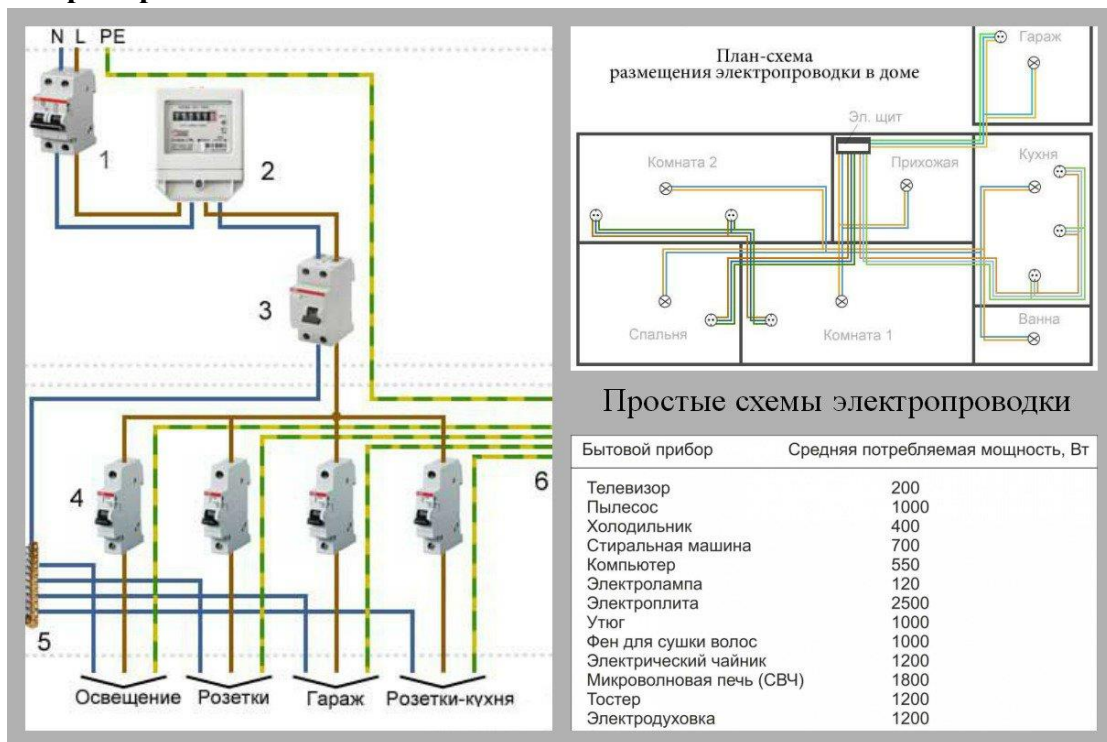 N L PE
1
2
3
4
5
6
Освещение Розетки Гараж Розетки-кухня
План-схема
размещения электропроводки в доме
Гараж
Эл. щит
Комната 2
Прихожая
Кухня
Спальня
Комната 1
Ванна
Простые схемы электропроводки
Бытовой прибор Средняя потребляемая мощность, Вт
Телевизор 200
Пылесос 1000
Холодильник 400
Стиральная машина 700
Компьютер 550
Электролампа 120
Электроплита 2500
Утюг 1000
Фен для сушки волос 1000
Электрический чайник 1200
Микроволновая печь (СВЧ) 1800
Тостер 1200
Электродуховка 1200